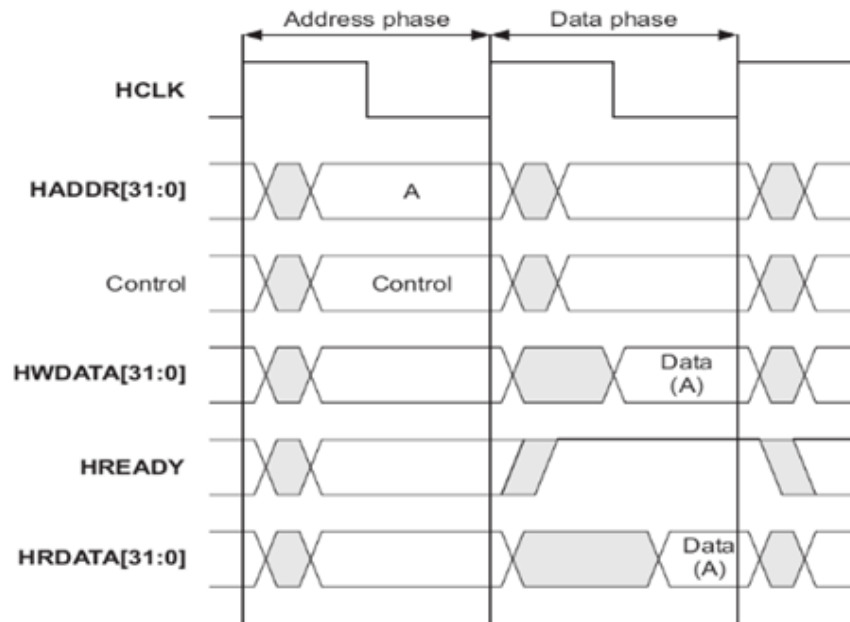 Address phase Data phase
HCLK
HADDR[31:0] A
Control Control
HWDATA[31:0] Data
(A)
HREADY
HRDATA[31:0] Data
(A)